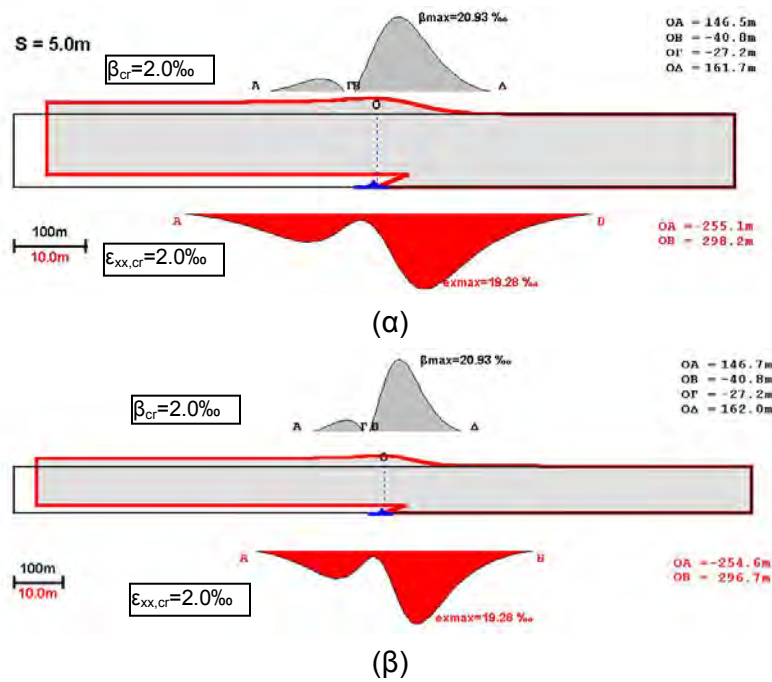 βmax=20.93 ‰
OA = 146.5m
OB = -40.8m
OΓ = -27.2m
OΔ = 161.7m
S = 5.0m
βcr=2.0‰
A ΓB Δ
O
A D
OA =-255.1m
OB = 298.2m
100m
10.0m
εxx,cr=2.0‰
exmax=19.28 ‰
(α)
βmax=20.93 ‰
OA = 146.7m
OB = -40.8m
OΓ = -27.2m
OΔ = 162.0m
βcr=2.0‰
A Γ B Δ
O
A B
OA =-254.6m
OB = 296.7m
100m
10.0m
εxx,cr=2.0‰
exmax=19.28 ‰
(β)